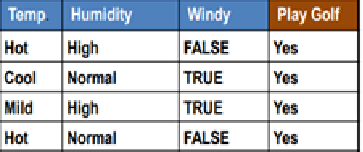 Temp. Humidity Windy Play Golf
Hot High FALSE Yes
Cool Normal TRUE Yes
Mild High TRUE Yes
Hot Normal FALSE Yes